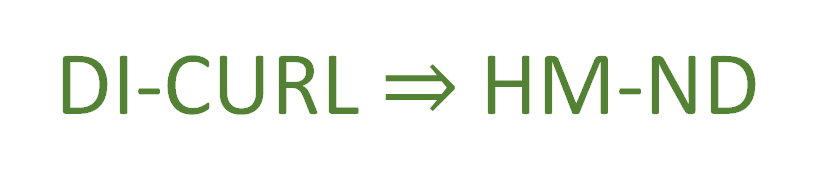 DI-CURL ⇒ HM-ND